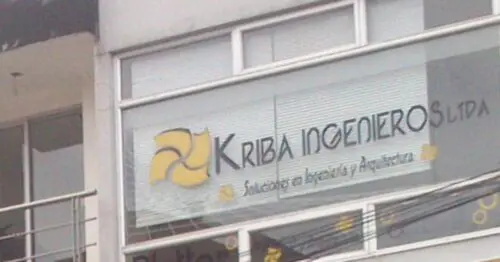 KRIBA INGENIEROS LTDA
Soluciones en Ingeniería y Arquitectura